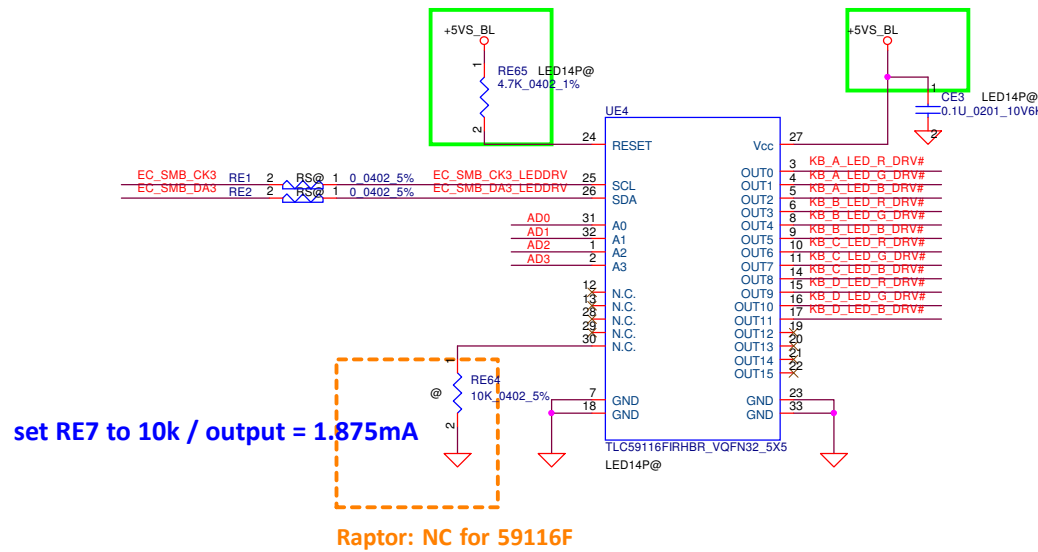 +5VS_BL
+5VS_BL
1
RE65 LED14P@
4.7K_0402_1%
2
1
CE3 LED14P@
0.1U_0201_10V6K
2
UE4
24 RESET
Vcc 27
EC_SMB_CK3 RE1 2 RS@ 1 0_0402_5% EC_SMB_CK3_LEDDRV 25 SCL
EC_SMB_DA3 RE2 2 RS@ 1 0_0402_5% EC_SMB_DA3_LEDDRV 26 SDA
AD0 31 A0
AD1 32 A1
AD2 1 A2
AD3 2 A3
12 N.C.
13 N.C.
28 N.C.
29 N.C.
30 N.C.
OUT0 3 KB_A_LED_R_DRV#
OUT1 4 KB_A_LED_G_DRV#
OUT2 5 KB_A_LED_B_DRV#
OUT3 6 KB_B_LED_R_DRV#
OUT4 8 KB_B_LED_G_DRV#
OUT5 9 KB_B_LED_B_DRV#
OUT6 10 KB_C_LED_R_DRV#
OUT7 11 KB_C_LED_G_DRV#
OUT8 14 KB_C_LED_B_DRV#
OUT9 15 KB_D_LED_R_DRV#
OUT10 16 KB_D_LED_G_DRV#
OUT11 17 KB_D_LED_B_DRV#
OUT12 19
OUT13 20
OUT14 21
OUT15 22
1
RE64
@ 10K_0402_5%
2
7 GND
18 GND
GND 23
GND 33
TLC59116FIRHBR_VQFN32_5X5
LED14P@
set RE7 to 10k / output = 1.875mA
Raptor: NC for 59116F